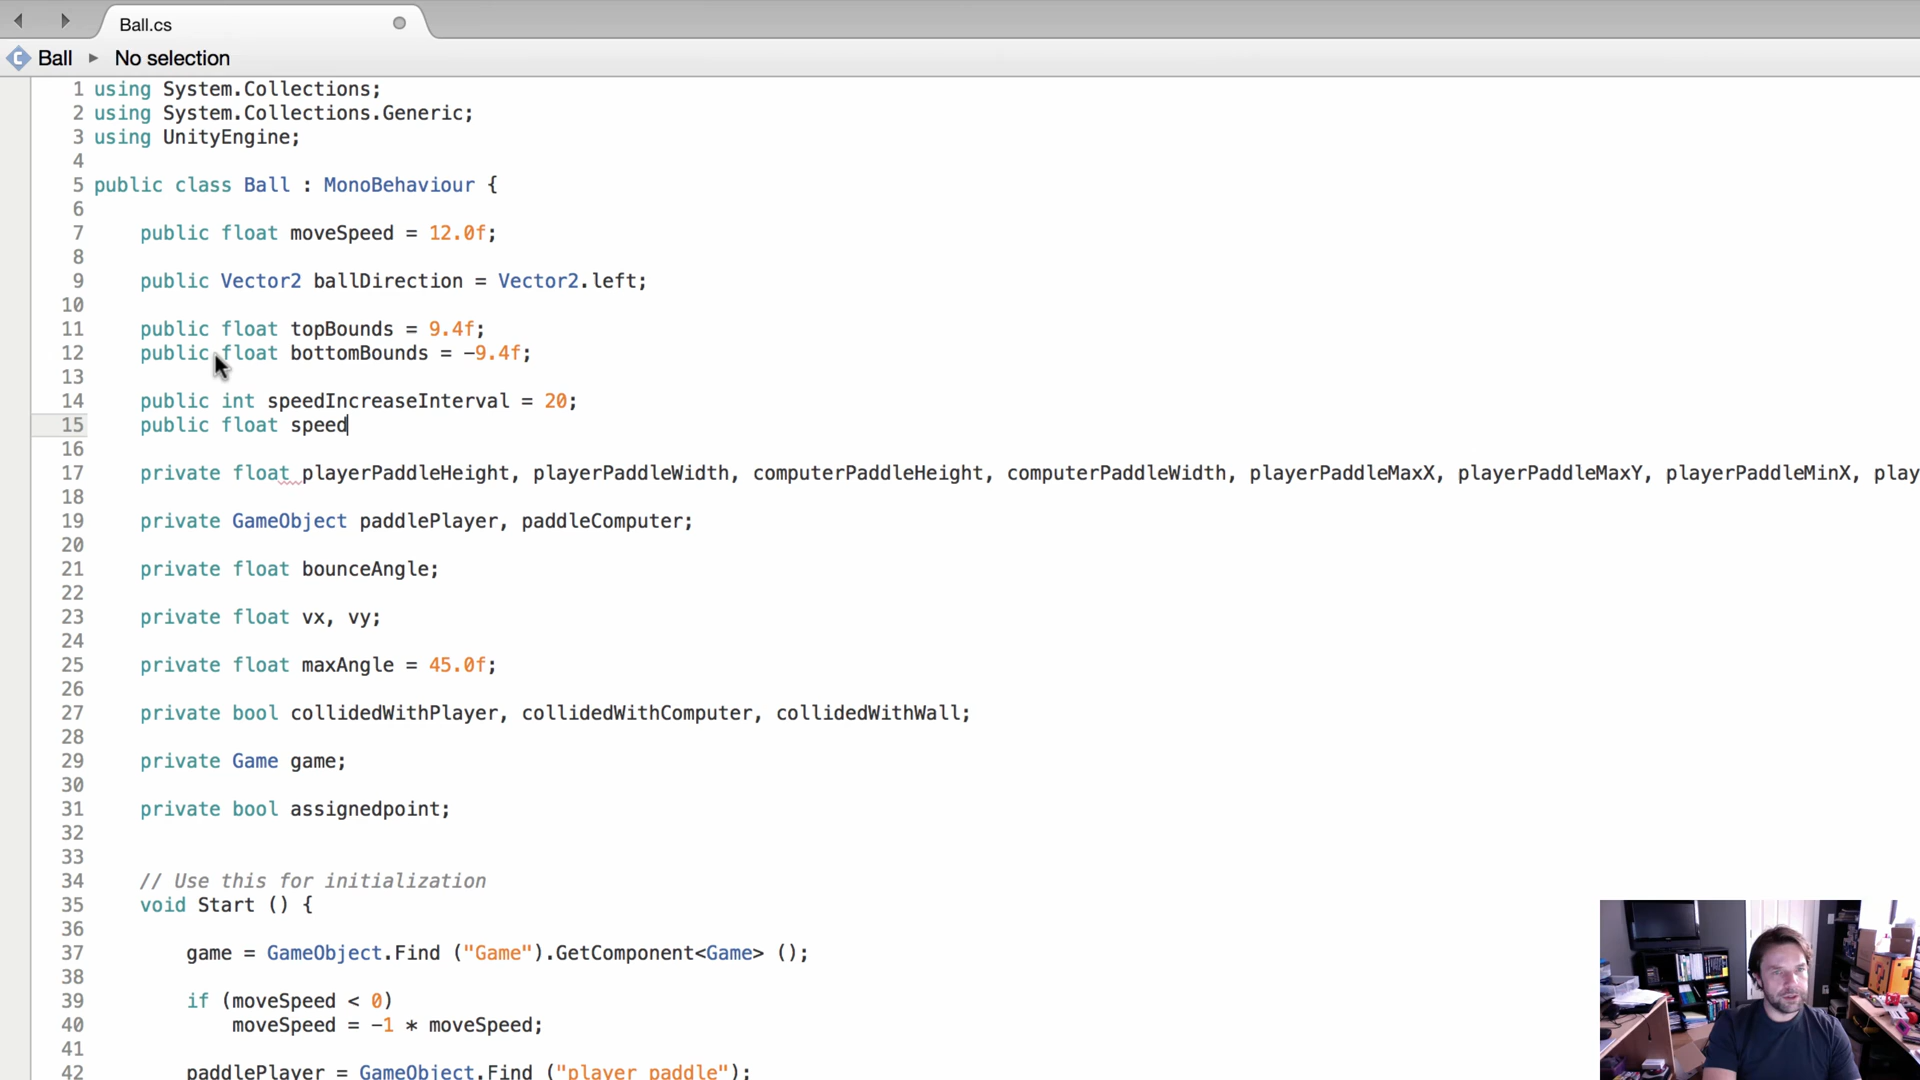 Ball.cs
Ball ▸ No selection
1 using System.Collections;
2 using System.Collections.Generic;
3 using UnityEngine;
4
5 public class Ball : MonoBehaviour {
6
7 public float moveSpeed = 12.0f;
8
9 public Vector2 ballDirection = Vector2.left;
10
11 public float topBounds = 9.4f;
12 public float bottomBounds = -9.4f;
13
14 public int speedIncreaseInterval = 20;
15 public float speed
16
17 private float playerPaddleHeight, playerPaddleWidth, computerPaddleHeight, computerPaddleWidth, playerPaddleMaxX, playerPaddleMaxY, playerPaddleMinX, play
18
19 private GameObject paddlePlayer, paddleComputer;
20
21 private float bounceAngle;
22
23 private float vx, vy;
24
25 private float maxAngle = 45.0f;
26
27 private bool collidedWithPlayer, collidedWithComputer, collidedWithWall;
28
29 private Game game;
30
31 private bool assignedpoint;
32
33
34 // Use this for initialization
35 void Start () {
36
37 game = GameObject.Find ("Game").GetComponent<Game> ();
38
39 if (moveSpeed < 0)
40 moveSpeed = -1 * moveSpeed;
41
42 paddlePlayer = GameObject.Find ("player_paddle");